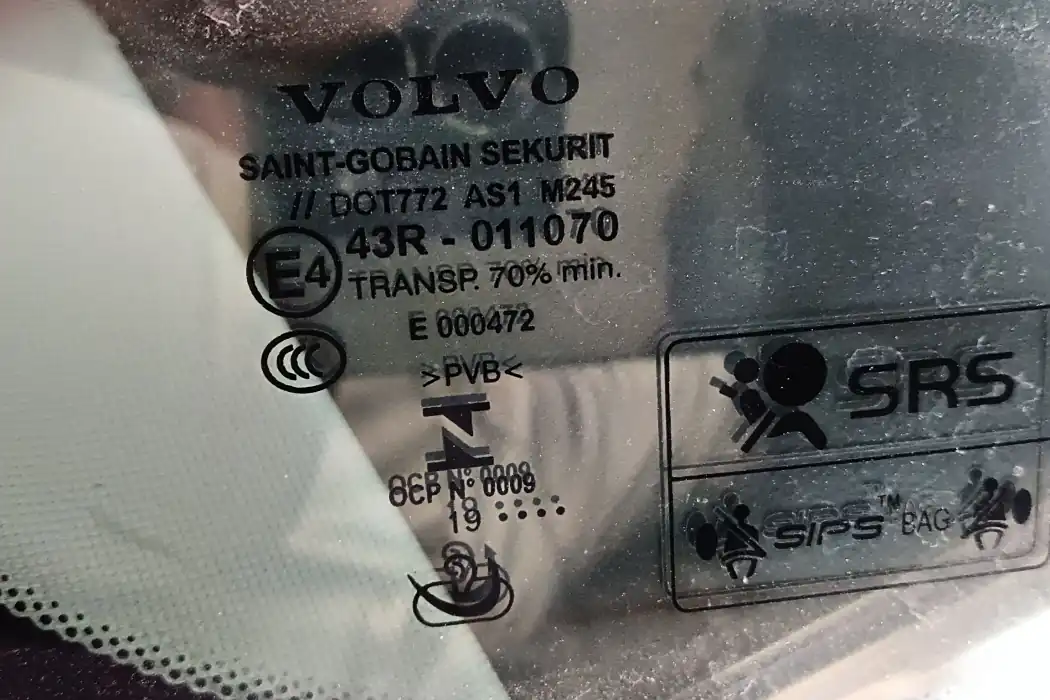 VOLVO
SAINT-GOBAIN SEKURIT
// DOT772 AS1 M245
E4 43R - 011070
TRANSP. 70% min.
E 000472
CCC
>PVB<
OCP N° 0009
19
SRS
SIPS™ BAG